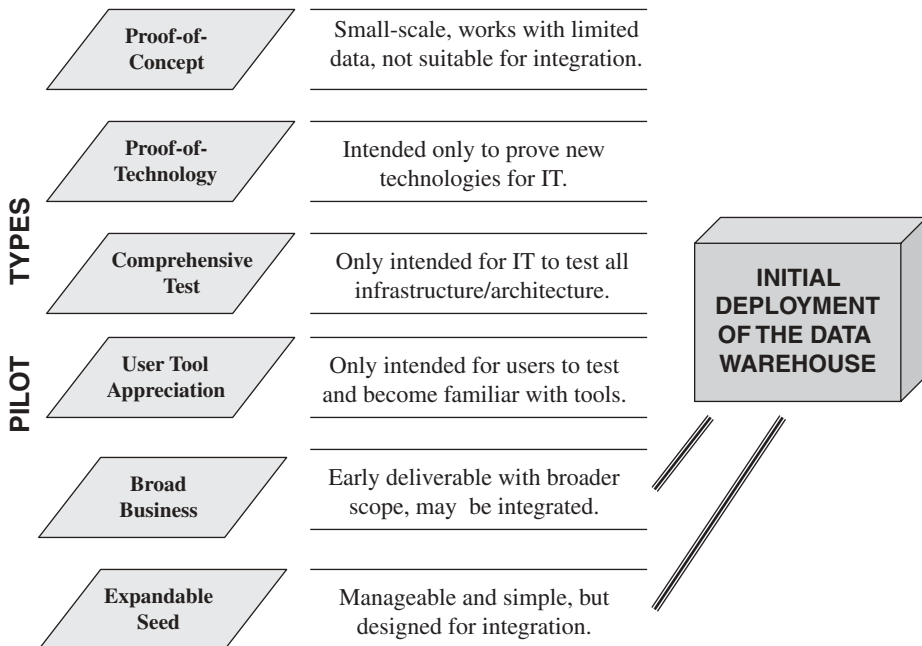 Proof-of-
Concept
Small-scale, works with limited
data, not suitable for integration.
Proof-of-
Technology
Intended only to prove new
technologies for IT.
Comprehensive
Test
Only intended for IT to test all
infrastructure/architecture.
User Tool
Appreciation
Only intended for users to test
and become familiar with tools.
Broad
Business
Early deliverable with broader
scope, may be integrated.
Expandable
Seed
Manageable and simple, but
designed for integration.
PILOT TYPES
INITIAL
DEPLOYMENT
OF THE DATA
WAREHOUSE